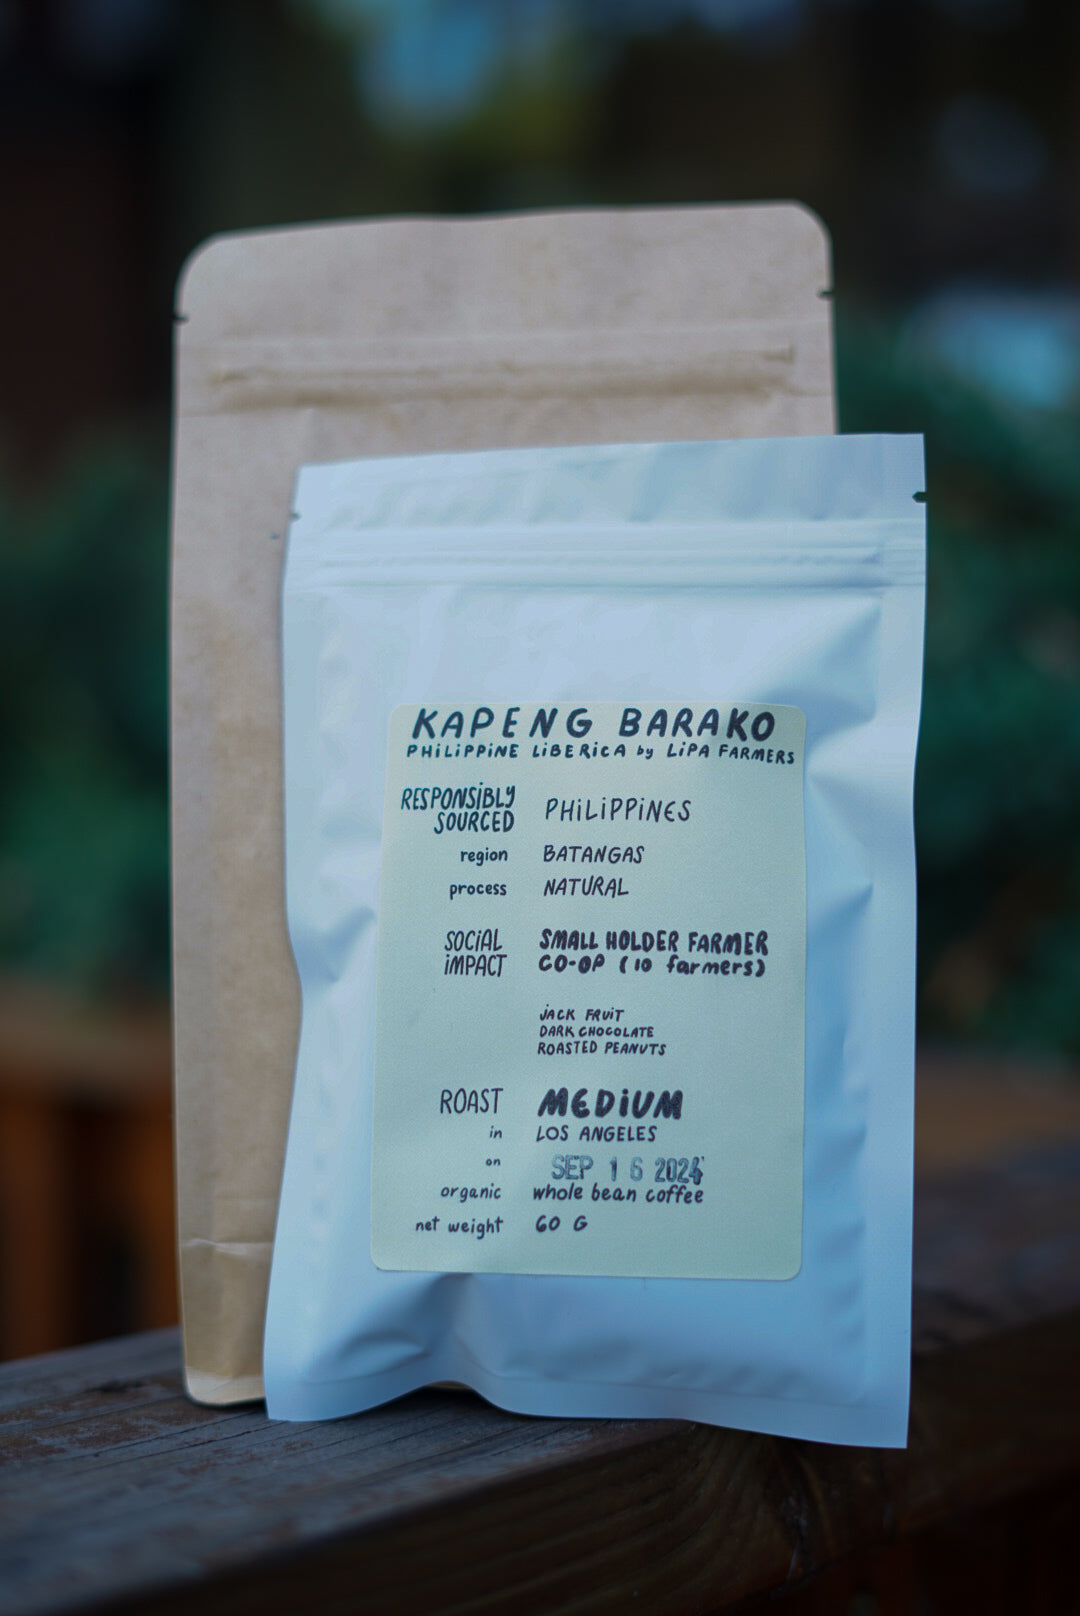 KAPENG BARAKO
PHiLiPPiNE LiBERiCA by LiPA FARMERS
RESPONSiBLY
SOURCED
PHiLiPPiNES
region BATANGAS
process NATURAL
SOCiAL
iMPACT
SMALL HOLDER FARMER
CO-OP (10 farmers)
JACK FRUiT
DARK CHOCOLATE
ROASTED PEANUTS
ROAST MEDiUM
in LOS ANGELES
on SEP 16 2024
organic whole bean coffee
net weight 60 G